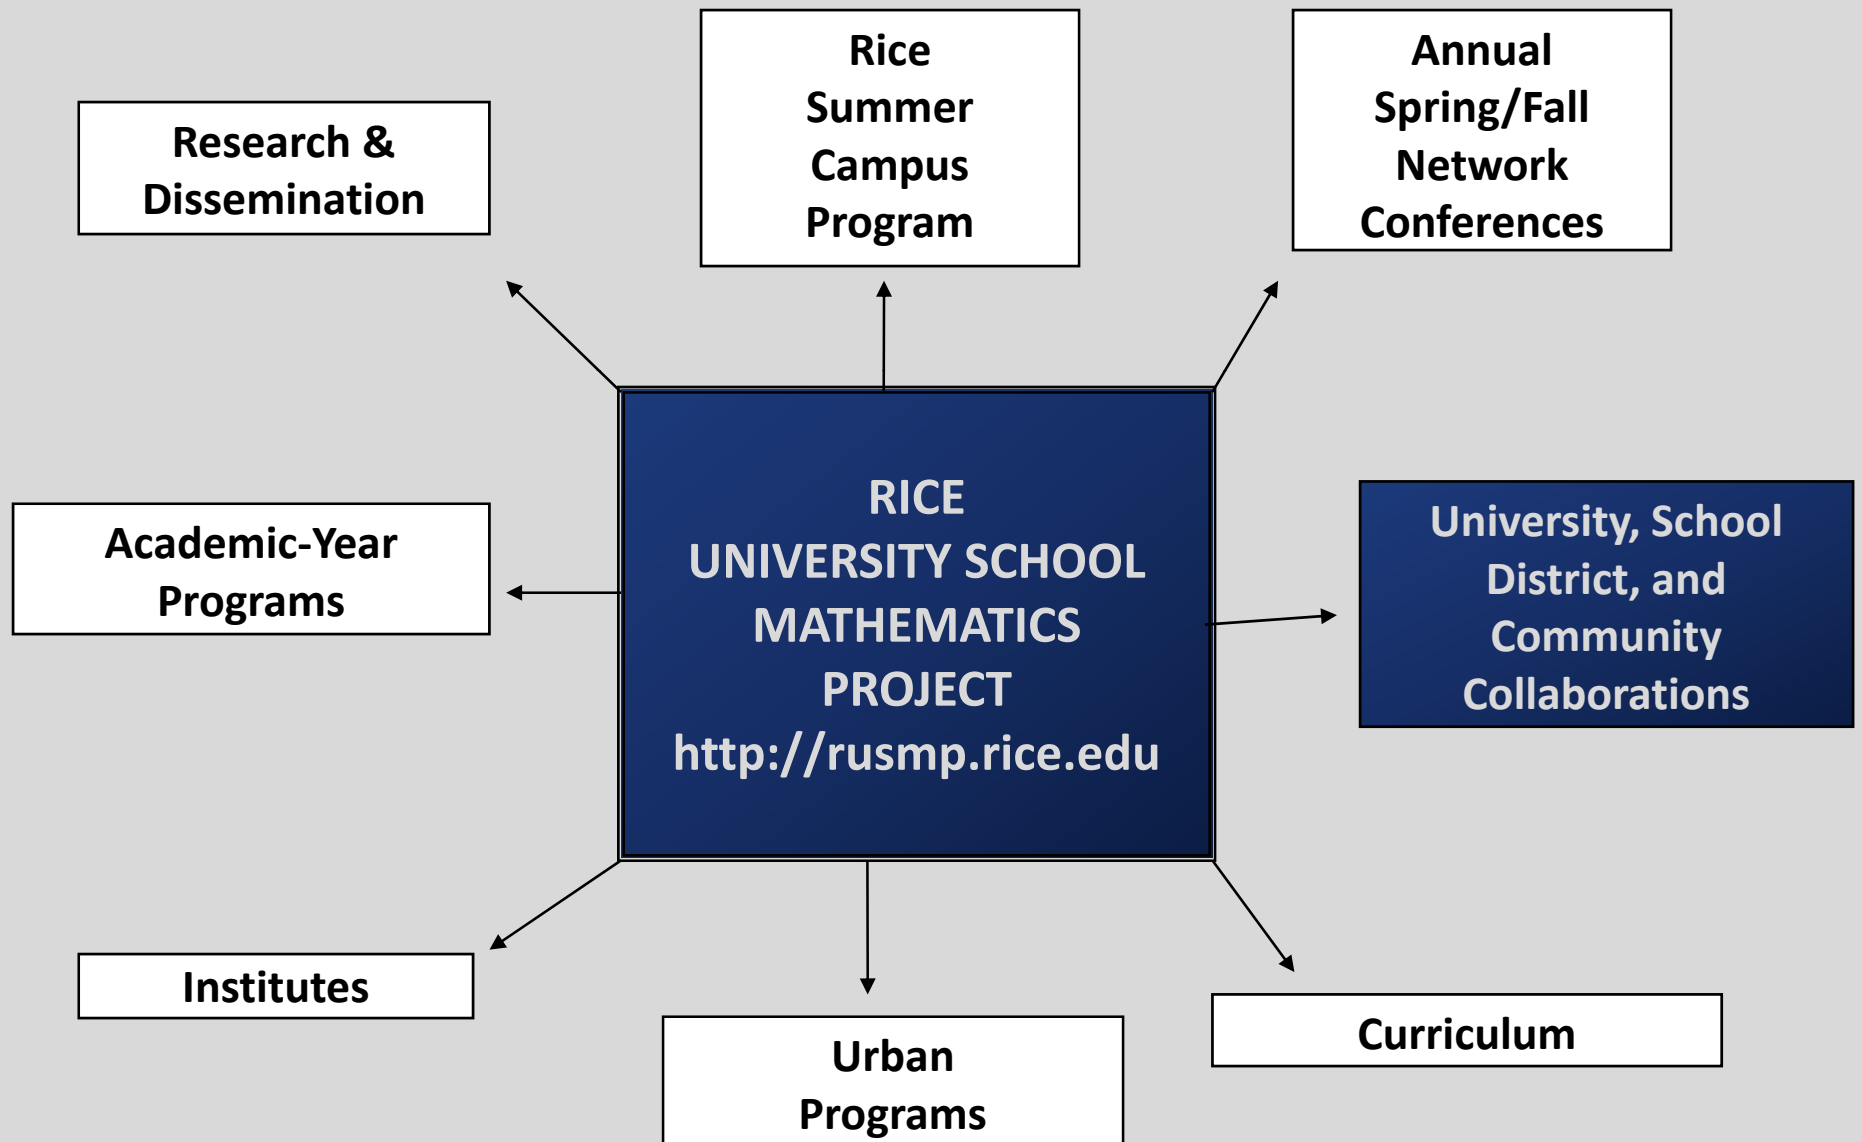 Rice
Summer
Campus
Program
Annual
Spring/Fall
Network
Conferences
Research &
Dissemination
RICE
UNIVERSITY SCHOOL
MATHEMATICS
PROJECT
http://rusmp.rice.edu
Academic-Year
Programs
University, School
District, and
Community
Collaborations
Institutes
Urban
Programs
Curriculum